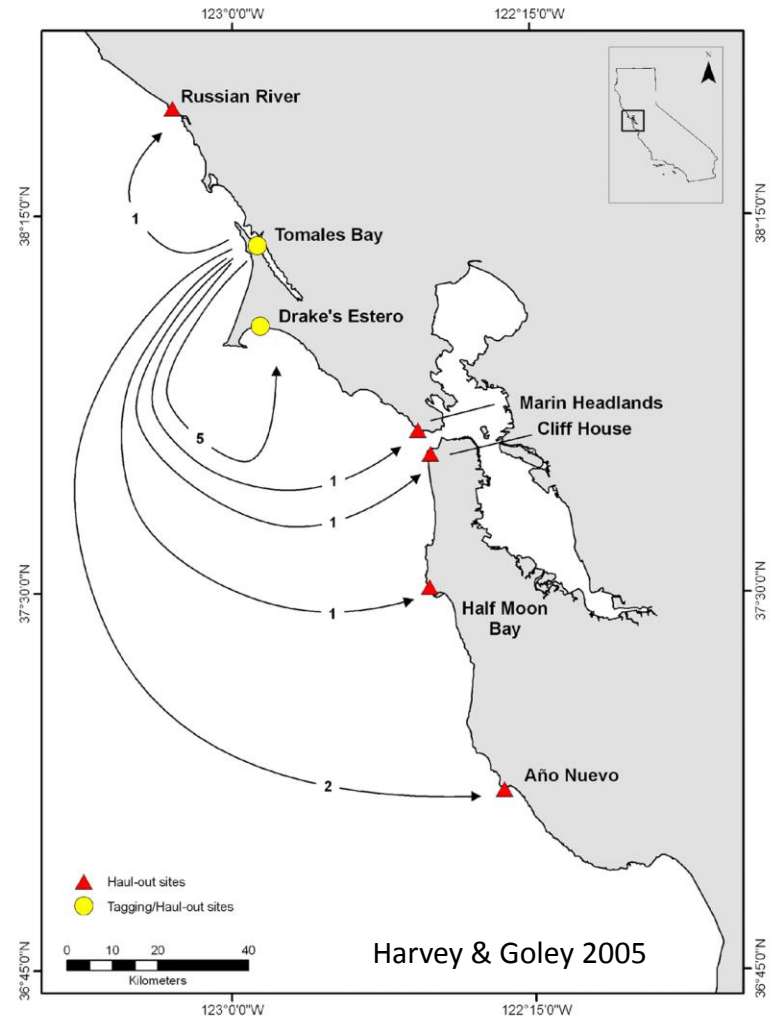 123°0'0"W
122°15'0"W
N
Russian River
1
38°15'0"N
38°15'0"N
Tomales Bay
Drake's Estero
Marin Headlands
Cliff House
5
1
1
37°30'0"N
37°30'0"N
1
Half Moon
Bay
Año Nuevo
2
Haul-out sites
Tagging/Haul-out sites
0 10 20 40
Kilometers
Harvey & Goley 2005
36°45'0"N
36°45'0"N
123°0'0"W
122°15'0"W